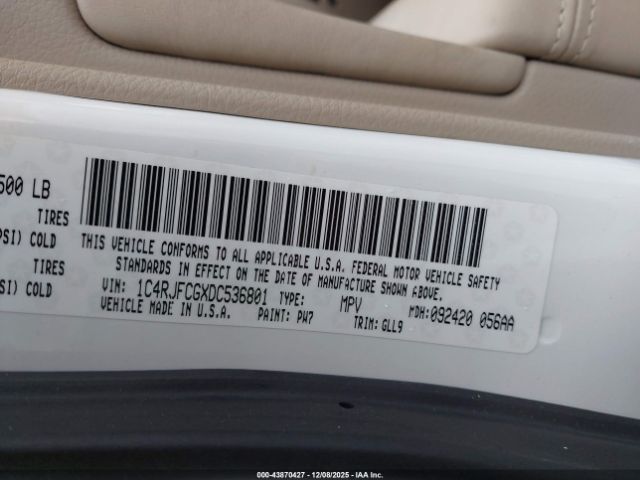 500 LB
TIRES
PSI) COLD
TIRES
SI) COLD
THIS VEHICLE CONFORMS TO ALL APPLICABLE U.S.A. FEDERAL MOTOR VEHICLE SAFETY
STANDARDS IN EFFECT ON THE DATE OF MANUFACTURE SHOWN ABOVE.
VIN: 1C4RJFCGXDC536801 TYPE: MPV MDH:092420 056AA
VEHICLE MADE IN U.S.A. PAINT: PW7 TRIM: GLL9
000-43870427 - 12/08/2025 - IAA Inc.